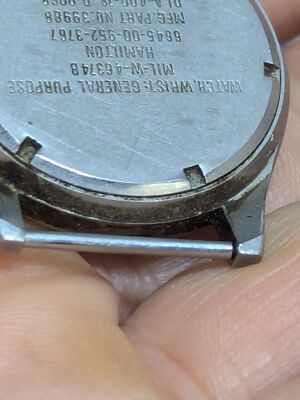 WATCH, WRIST: GENERAL PURPOSE
MIL-W-46374B
HAMILTON
6645-00-952-3767
MFG. PART NO. 39988